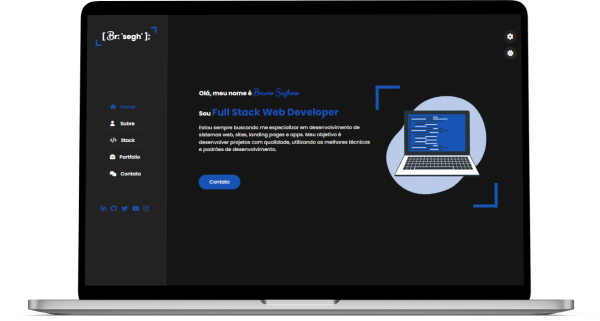 [ Br: 'segh' ];
Home
Sobre
Stack
Portfolio
Contato
Olá, meu nome é Bruno Seghese
Sou Full Stack Web Developer
Estou sempre buscando me especializar em desenvolvimento de
sistemas web, sites, landing pages e apps. Meu objetivo é
desenvolver projetos com qualidade, utilizando as melhores técnicas
e padrões de desenvolvimento.
Contato